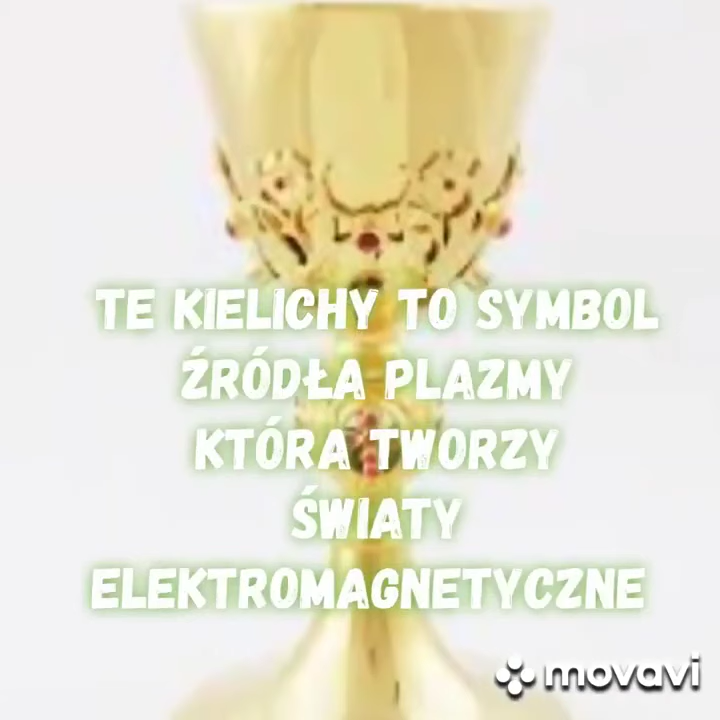 TE KIELICHY TO SYMBOL
ŹRÓDŁA PLAZMY
KTÓRA TWORZY
ŚWIATY
ELEKTROMAGNETYCZNE
movavi